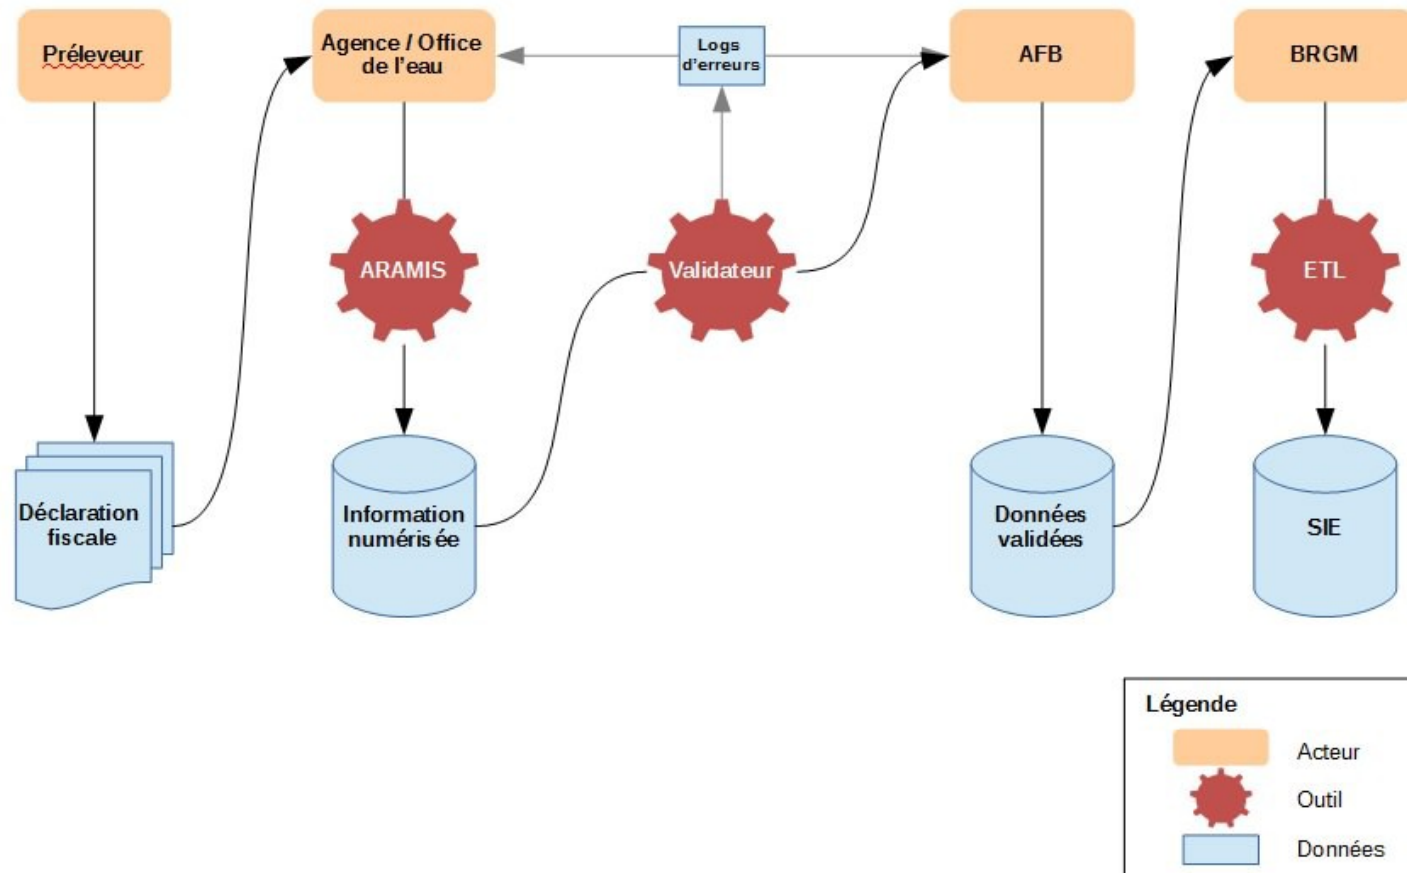 Préleveur
Agence / Office
de l'eau
Logs
d'erreurs
AFB
BRGM
ARAMIS
Validateur
ETL
Déclaration
fiscale
Information
numérisée
Données
validées
SIE
Légende
Acteur
Outil
Données